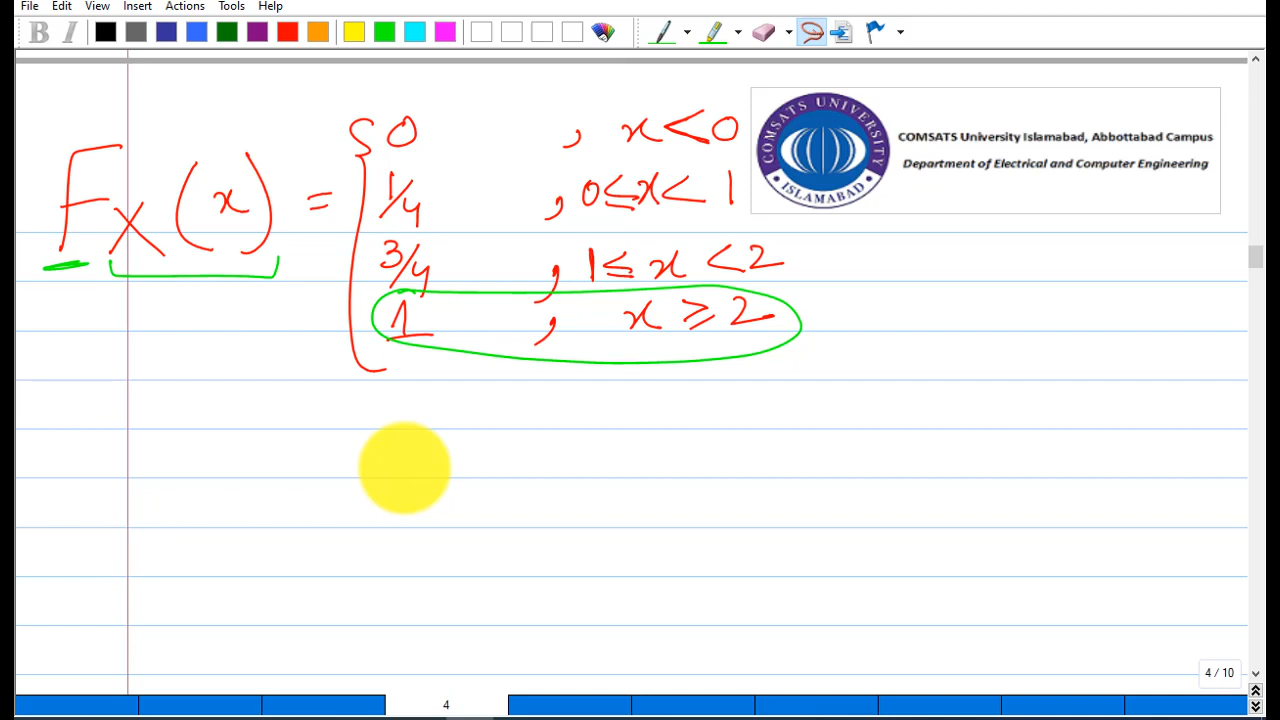 File Edit View Insert Actions Tools Help
B I
F_X(x) = { 0 , x < 0
1/4 , 0 ≤ x < 1
3/4 , 1 ≤ x < 2
1 , x ≥ 2
COMSATS UNIVERSITY
ISLAMABAD
COMSATS University Islamabad, Abbottabad Campus
Department of Electrical and Computer Engineering
4 / 10
4